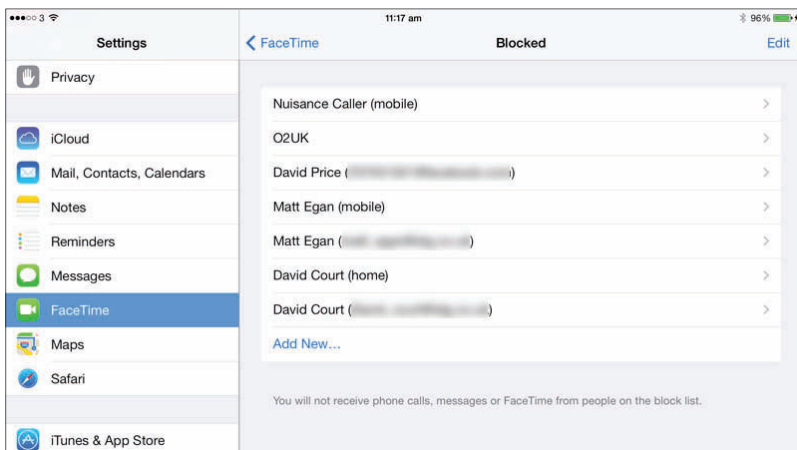 3
11:17 am
96%
Settings
FaceTime
Blocked
Edit
Privacy
iCloud
Mail, Contacts, Calendars
Notes
Reminders
Messages
FaceTime
Maps
Safari
iTunes & App Store
Nuisance Caller (mobile)
O2UK
David Price ( )
Matt Egan (mobile)
Matt Egan ( )
David Court (home)
David Court ( )
Add New...
You will not receive phone calls, messages or FaceTime from people on the block list.